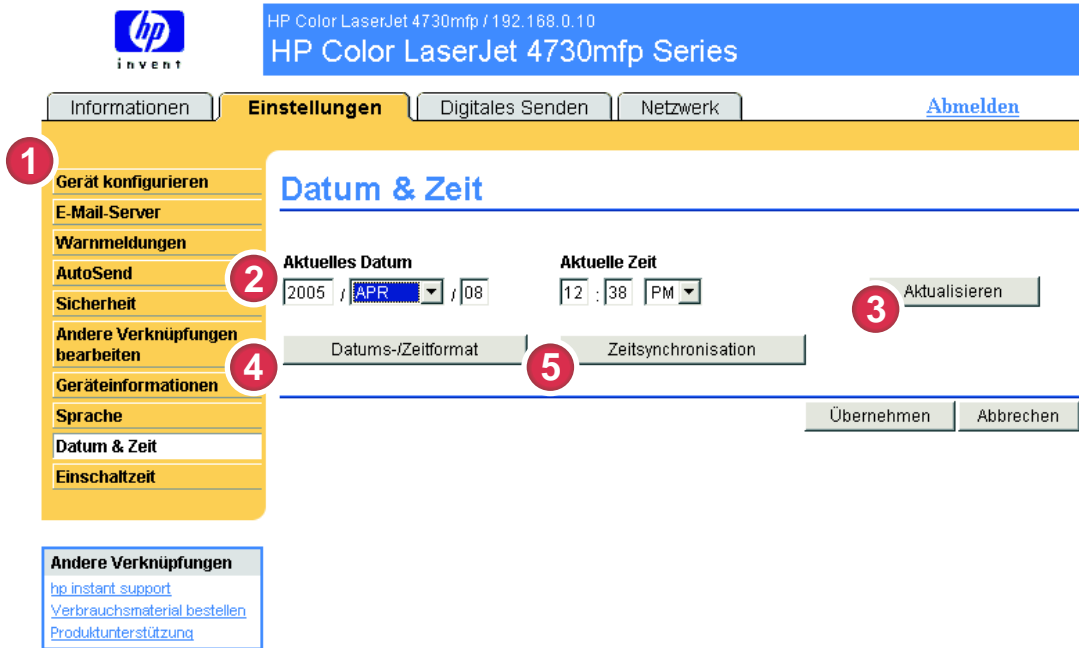 hp
invent
HP Color LaserJet 4730mfp / 192.168.0.10
HP Color LaserJet 4730mfp Series
Informationen Einstellungen Digitales Senden Netzwerk Abmelden
1
Gerät konfigurieren
E-Mail-Server
Warnmeldungen
AutoSend
Sicherheit
Andere Verknüpfungen
bearbeiten
Geräteinformationen
Sprache
Datum & Zeit
Einschaltzeit
Datum & Zeit
2
Aktuelles Datum Aktuelle Zeit
2005 / APR / 08 12 : 38 PM
3 Aktualisieren
4 Datums-/Zeitformat 5 Zeitsynchronisation
Übernehmen Abbrechen
Andere Verknüpfungen
hp instant support
Verbrauchsmaterial bestellen
Produktunterstützung